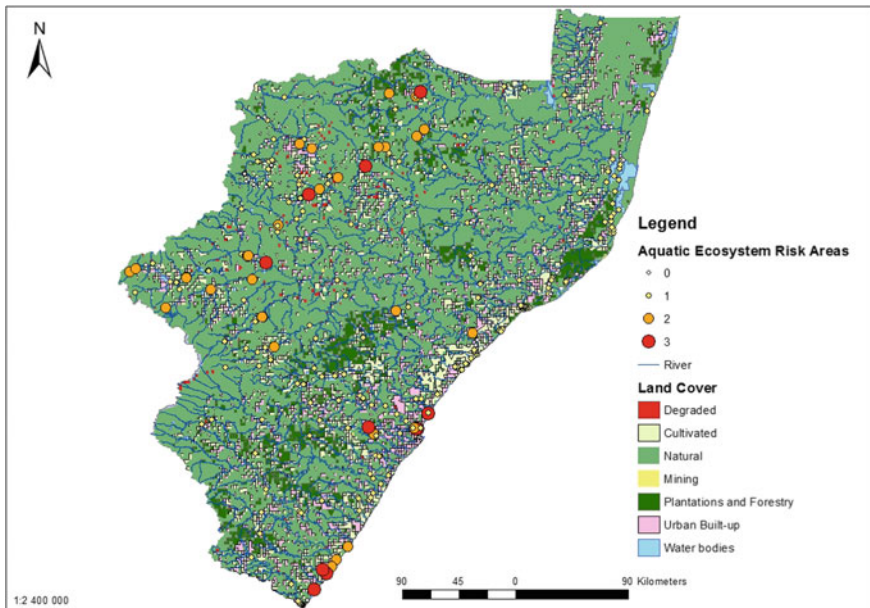 N
Legend
Aquatic Ecosystem Risk Areas
0
1
2
3
River
Land Cover
Degraded
Cultivated
Natural
Mining
Plantations and Forestry
Urban Built-up
Water bodies
1:2 400 000
90 45 0 90 Kilometers